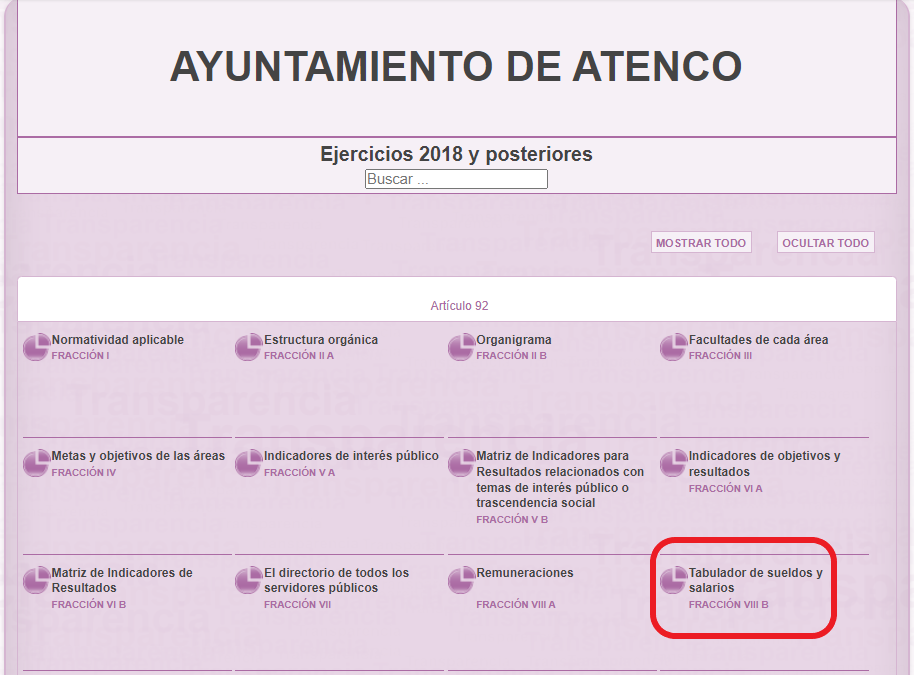 AYUNTAMIENTO DE ATENCO
Ejercicios 2018 y posteriores
Buscar ...
MOSTRAR TODO
OCULTAR TODO
Artículo 92
Normatividad aplicable
FRACCIÓN I
Estructura orgánica
FRACCIÓN II A
Organigrama
FRACCIÓN II B
Facultades de cada área
FRACCIÓN III
Metas y objetivos de las áreas
FRACCIÓN IV
Indicadores de interés público
FRACCIÓN V A
Matriz de Indicadores para
Resultados relacionados con
temas de interés público o
trascendencia social
FRACCIÓN V B
Indicadores de objetivos y
resultados
FRACCIÓN VI A
Matriz de Indicadores de
Resultados
FRACCIÓN VI B
El directorio de todos los
servidores públicos
FRACCIÓN VII
Remuneraciones
FRACCIÓN VIII A
Tabulador de sueldos y
salarios
FRACCIÓN VIII B
Transparencia
Transparencia
Transparencia
Transparencia